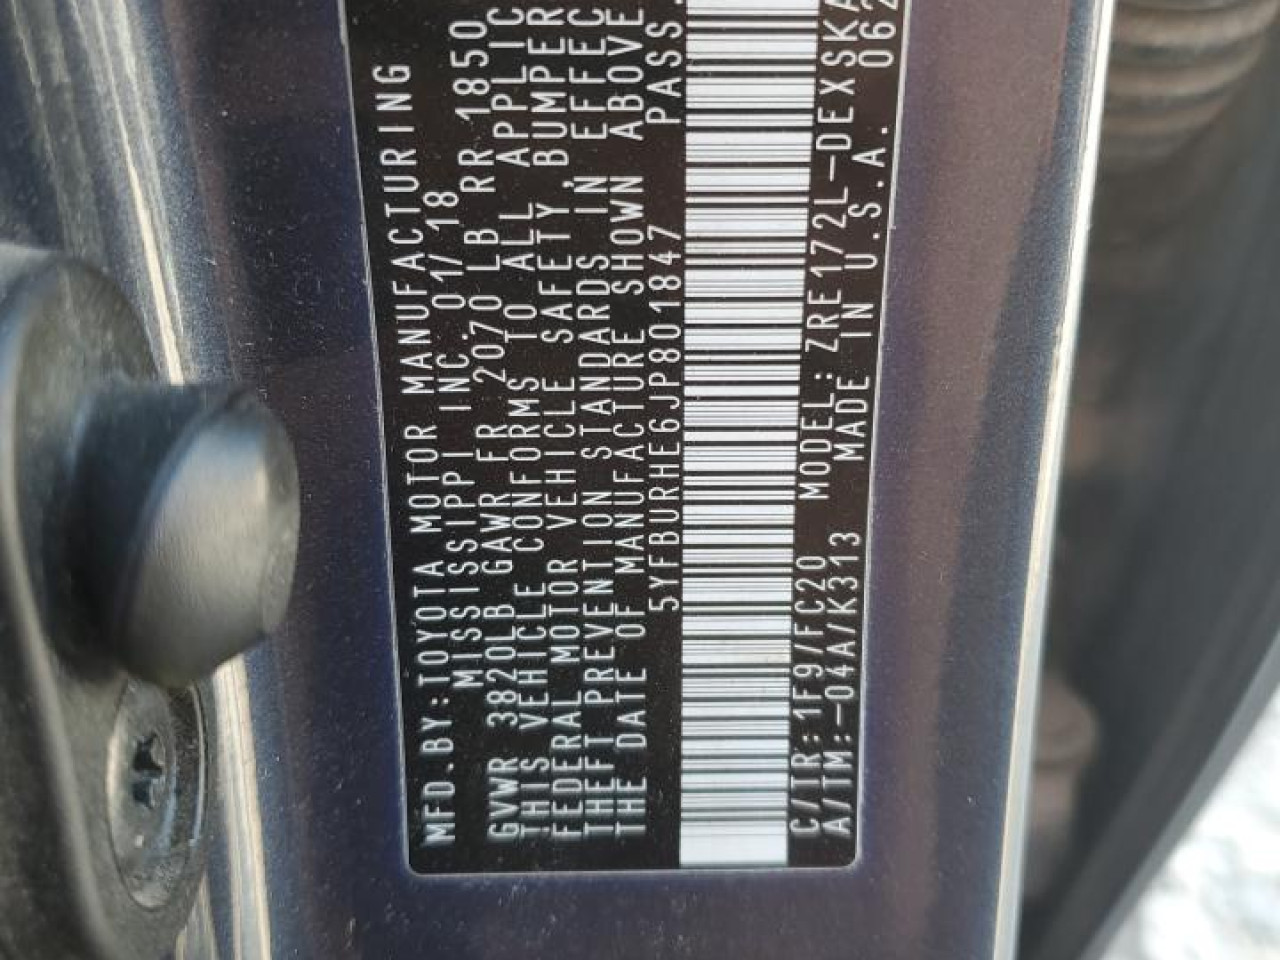 MFD.BY:TOYOTA MOTOR MANUFACTURING
MISSISSIPPI INC. 01/18
GVWR 3820LB GAWR FR 2070 LB RR 1850
THIS VEHICLE CONFORMS TO ALL APPLIC
FEDERAL MOTOR VEHICLE SAFETY, BUMPER
THEFT PREVENTION STANDARDS IN EFFEC
THE DATE OF MANUFACTURE SHOWN ABOVE
5YFBURHE6JP801847 PASS.
C/TR:1F9/FC20 MODEL:ZRE172L-DEXSKA
A/TM:-04A/K313 MADE IN U.S.A. 062